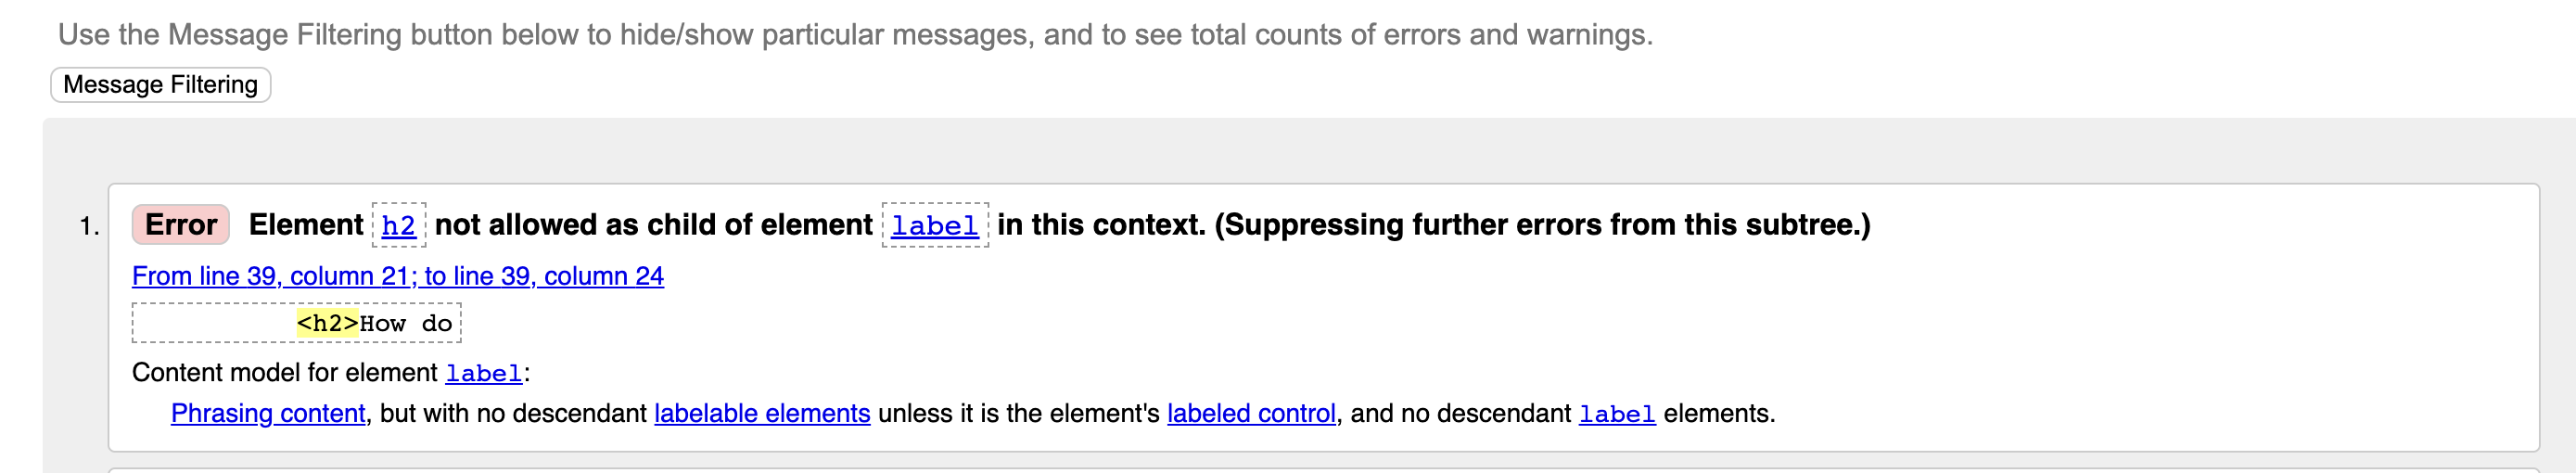 Use the Message Filtering button below to hide/show particular messages, and to see total counts of errors and warnings.
Message Filtering
1. Error Element h2 not allowed as child of element label in this context. (Suppressing further errors from this subtree.)
From line 39, column 21; to line 39, column 24
<h2>How do
Content model for element label:
Phrasing content, but with no descendant labelable elements unless it is the element's labeled control, and no descendant label elements.